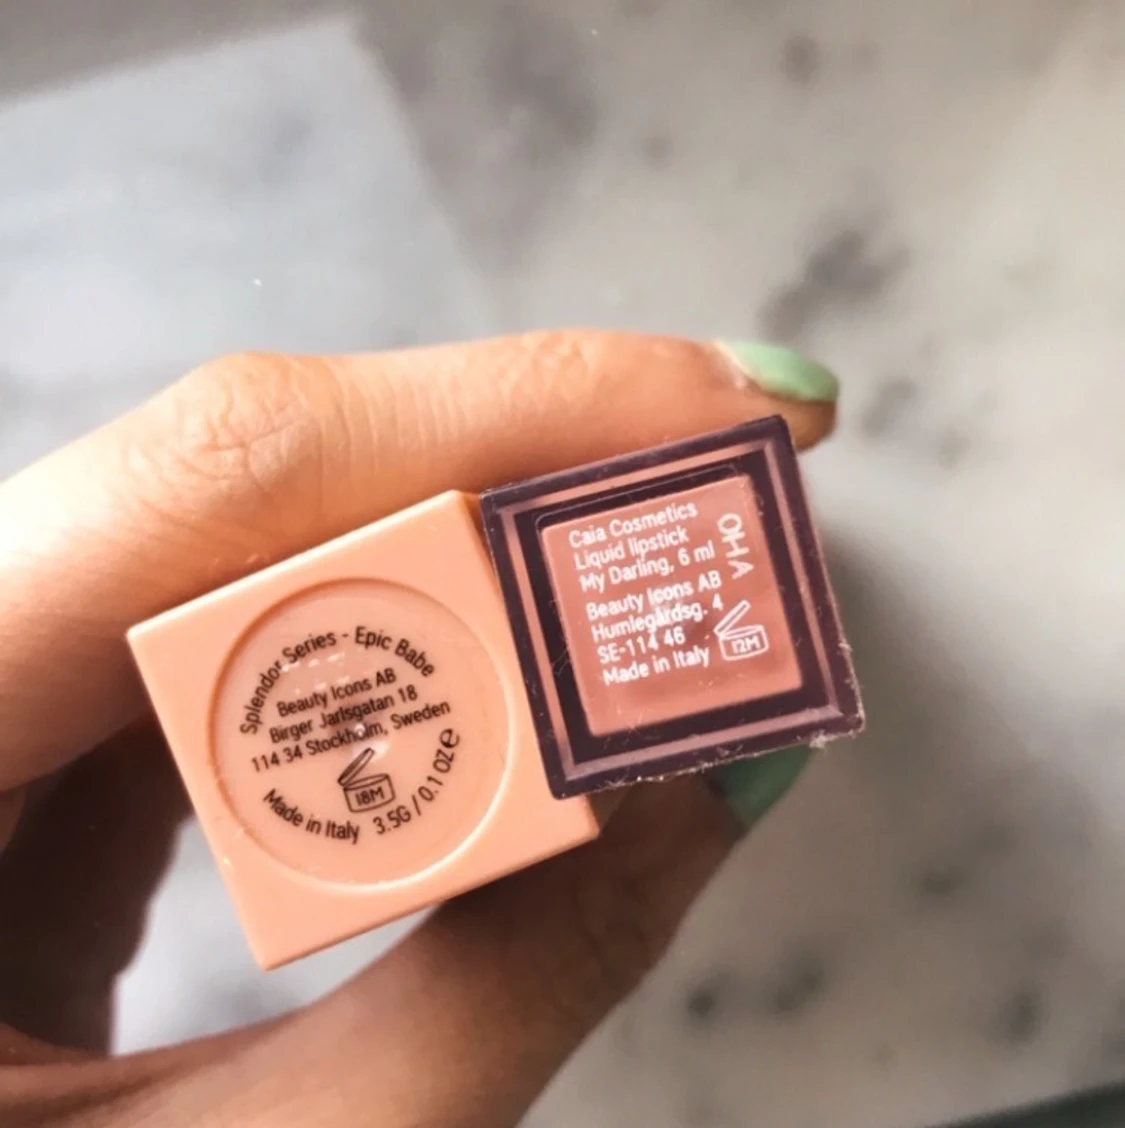 Splendor Series - Epic Babe
Beauty Icons AB
Birger Jarlsgatan 18
114 34 Stockholm, Sweden
18M
Made in Italy 3.5G / 0.1 OZ ℮
Caia Cosmetics
Liquid lipstick
My Darling, 6 ml
Beauty Icons AB
Humlegårdsg. 4
SE-114 46
Made in Italy
OHA
12M